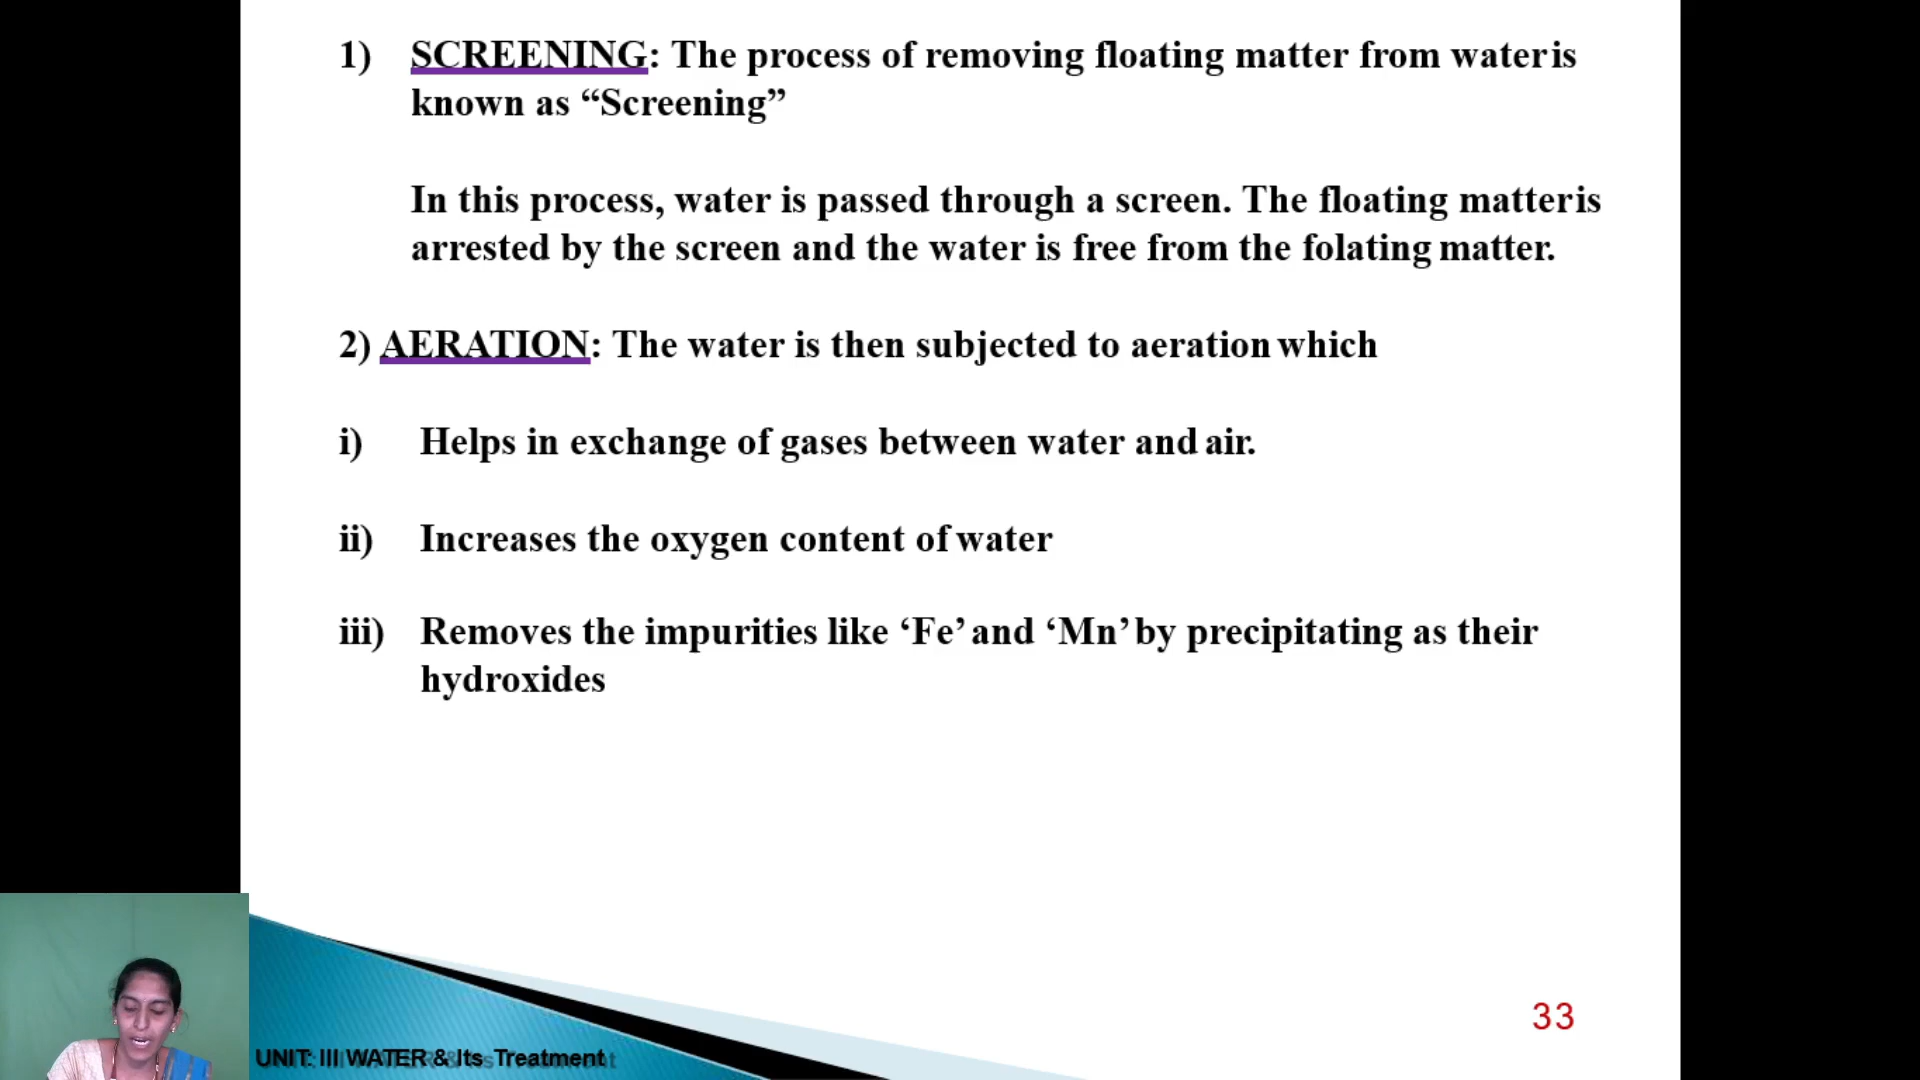 1) SCREENING: The process of removing floating matter from water is
known as “Screening”
In this process, water is passed through a screen. The floating matter is
arrested by the screen and the water is free from the folating matter.
2) AERATION: The water is then subjected to aeration which
i) Helps in exchange of gases between water and air.
ii) Increases the oxygen content of water
iii) Removes the impurities like ‘Fe’ and ‘Mn’ by precipitating as their
hydroxides
33
UNIT: III WATER & Its Treatment